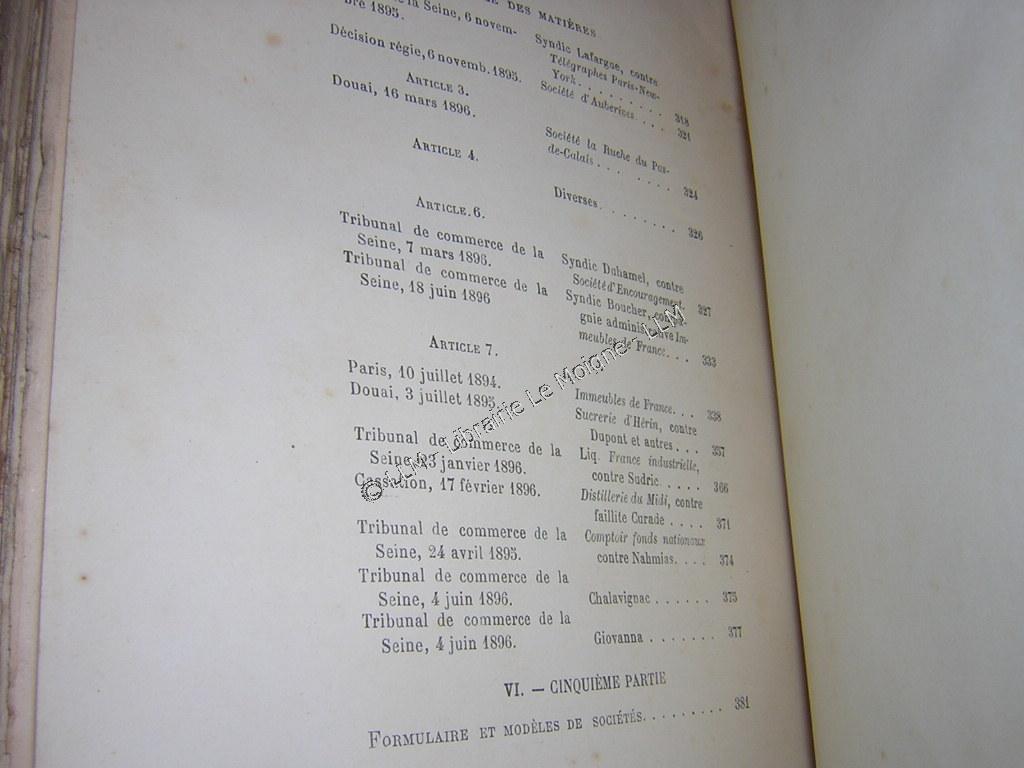 DES MATIÈRES
la Seine, 6 novem-
bre 1895.
Syndic Lafargue, contre
Télégraphes Paris-New-
York . . . . . . . . . 318
Décision régie, 6 novemb. 1895.
Société d'Auberives. . . . 321
Article 3.
Douai, 16 mars 1896.
Société la Ruche du Pas-
de-Calais . . . . . . . 324
Article 4.
Diverses. . . . . . . . 326
Article 6.
Tribunal de commerce de la
Seine, 7 mars 1896.
Syndic Duhamel, contre
Société d'Encouragement. 327
Tribunal de commerce de la
Seine, 18 juin 1896
Syndic Boucher,
gnie administrative Im-
meubles de France. . . 333
Article 7.
Paris, 10 juillet 1894.
Immeubles de France. . . 338
Douai, 3 juillet 1895.
Sucrerie d'Hérin, contre
Dupont et autres . . . 357
Tribunal de commerce de la
Seine, 23 janvier 1896.
Liq. France industrielle,
contre Sudric. . . . . 366
Cassation, 17 février 1896.
Distillerie du Midi, contre
faillite Carade . . . . 371
Tribunal de commerce de la
Seine, 24 avril 1895.
Comptoir fonds nationaux
contre Nahmias. . . . 374
Tribunal de commerce de la
Seine, 4 juin 1896.
Chalavignac . . . . . . 375
Tribunal de commerce de la
Seine, 4 juin 1896.
Giovanna . . . . . . . 377
VI. — CINQUIÈME PARTIE
Formulaire et modèles de sociétés. . . . . . . . . 381
© LLM - Librairie Le Moigne - LLM